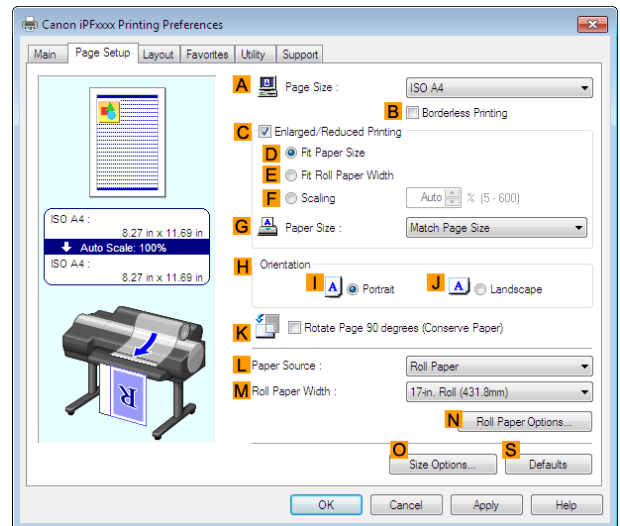 Canon iPFxxxx Printing Preferences
Main Page Setup Layout Favorites Utility Support
A Page Size : ISO A4
B Borderless Printing
C Enlarged/Reduced Printing
D Fit Paper Size
E Fit Roll Paper Width
F Scaling Auto % (5 - 600)
ISO A4 :
8.27 in x 11.69 in
Auto Scale: 100%
ISO A4 :
8.27 in x 11.69 in
G Paper Size : Match Page Size
H Orientation
I A Portrait J A Landscape
K Rotate Page 90 degrees (Conserve Paper)
R
L Paper Source : Roll Paper
M Roll Paper Width : 17-in. Roll (431.8mm)
N Roll Paper Options...
O Size Options... S Defaults
OK Cancel Apply Help